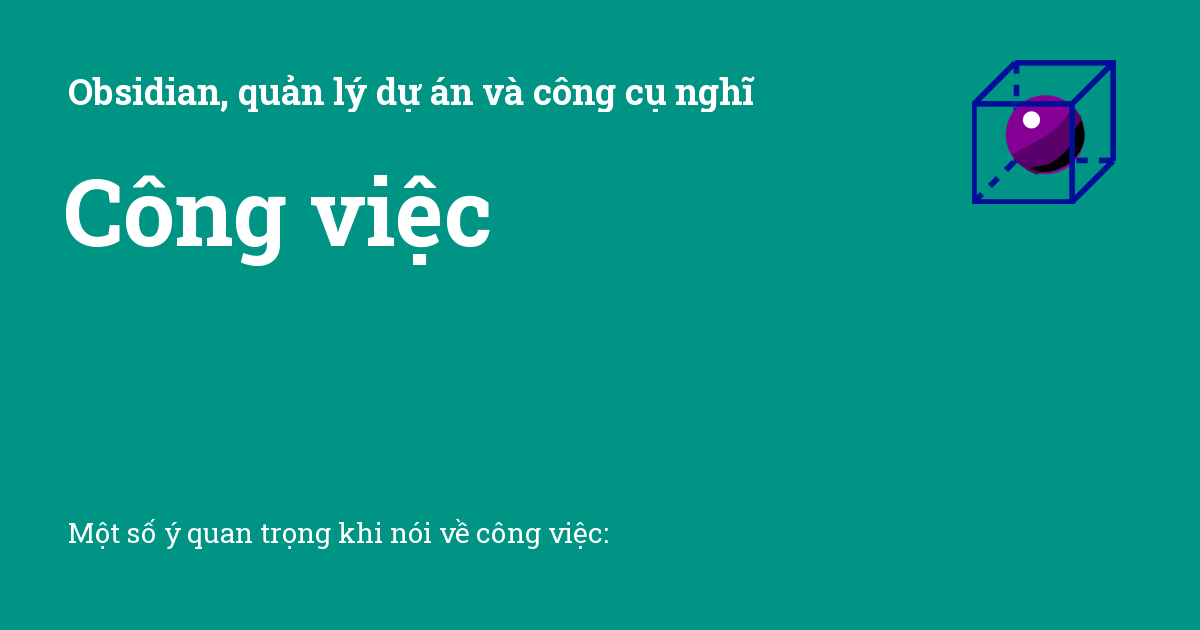 Obsidian, quản lý dự án và công cụ nghĩ
Công việc
Một số ý quan trọng khi nói về công việc: